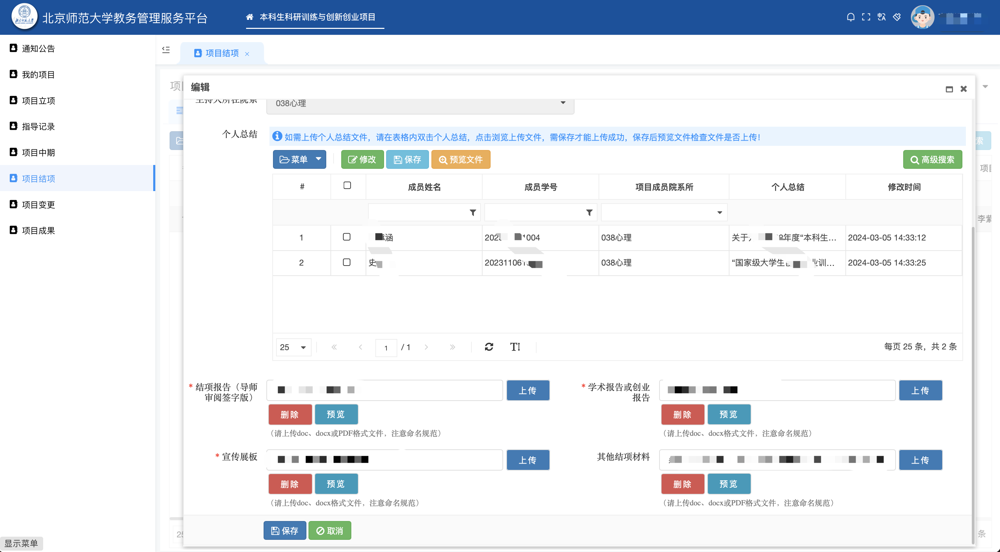 北京师范大学教务管理服务平台
本科生科研训练与创新创业项目
通知公告
我的项目
项目立项
指导记录
项目中期
项目结项
项目变更
项目成果
显示菜单
项目结项
编辑
主持人所在院系
038心理
个人总结
如需上传个人总结文件，请在表格内双击个人总结，点击浏览上传文件，需保存才能上传成功，保存后预览文件检查文件是否上传！
菜单 修改 保存 预览文件 高级搜索
# 成员姓名 成员学号 项目成员院系所 个人总结 修改时间
1 涵 202 1004 038心理 关于 年度“本科生... 2024-03-05 14:33:12
2 史 202311061 038心理 “国家级大学生 业训... 2024-03-05 14:33:25
25 1 / 1 每页 25 条，共 2 条
* 结项报告（导师审阅签字版）
上传
删除 预览
（请上传doc、docx或PDF格式文件，注意命名规范）
* 学术报告或创业报告
上传
删除 预览
（请上传doc、docx格式文件，注意命名规范）
* 宣传展板
上传
删除 预览
（请上传doc、docx格式文件，注意命名规范）
其他结项材料
上传
删除 预览
（请上传doc、docx或PDF格式文件，注意命名规范）
保存 取消
项
索
项目
李紫
25
条